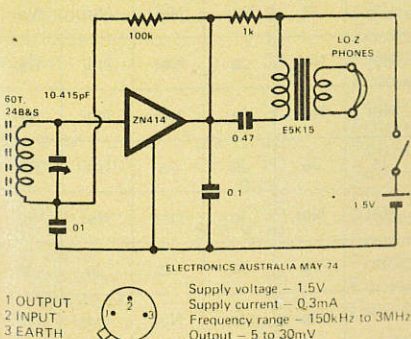 100k
1k
LO Z
PHONES
60T,
24B&S
10-415pF
ZN414
0 47
E5K15
01
0 1
1 5V
ELECTRONICS AUSTRALIA MAY 74
1 OUTPUT
2 INPUT
3 EARTH
1
2
3
Supply voltage – 1.5V
Supply current – 0.3mA
Frequency range – 150kHz to 3MHz
Output – 5 to 30mV